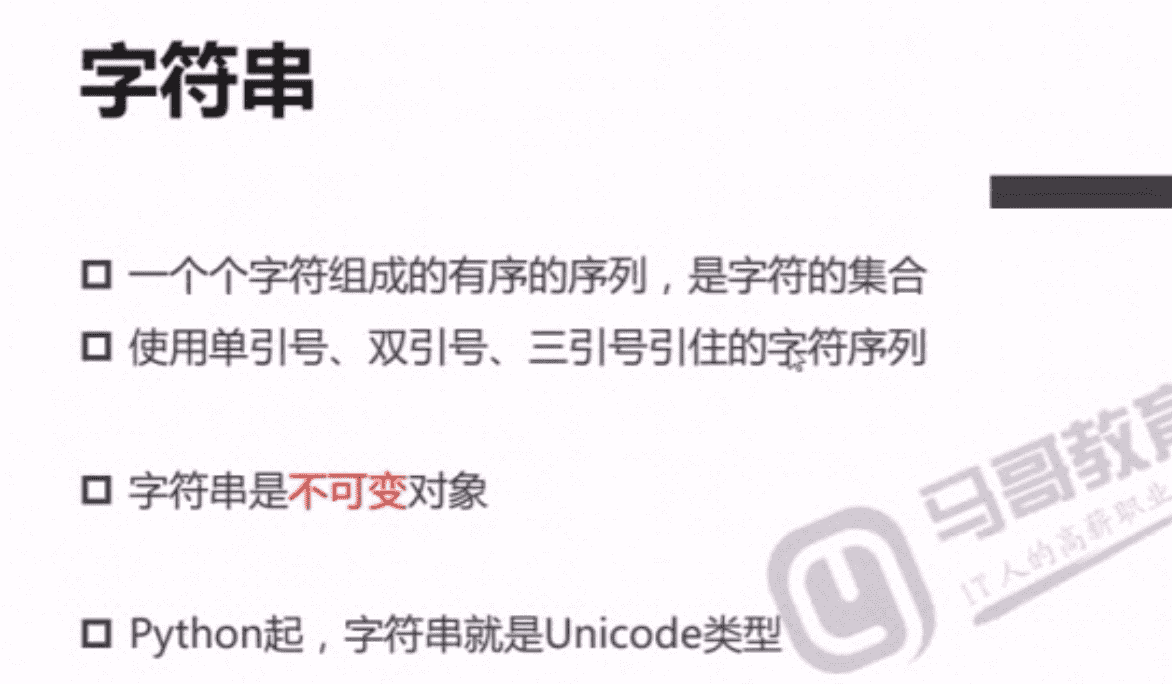 字符串
一个个字符组成的有序的序列，是字符的集合
使用单引号、双引号、三引号引住的字符序列
字符串是不可变对象
Python起，字符串就是Unicode类型
马哥教育
IT人的高薪职业